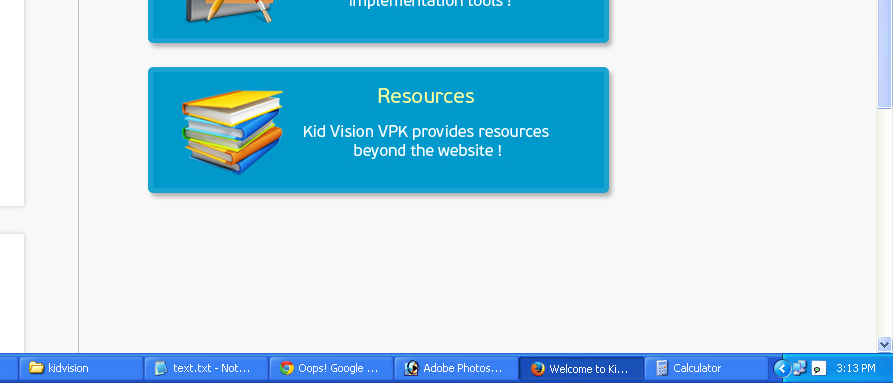 implementation tools !
Resources
Kid Vision VPK provides resources
beyond the website !
kidvision
text.txt - Not...
Oops! Google ...
Adobe Photos...
Welcome to Ki...
Calculator
3:13 PM